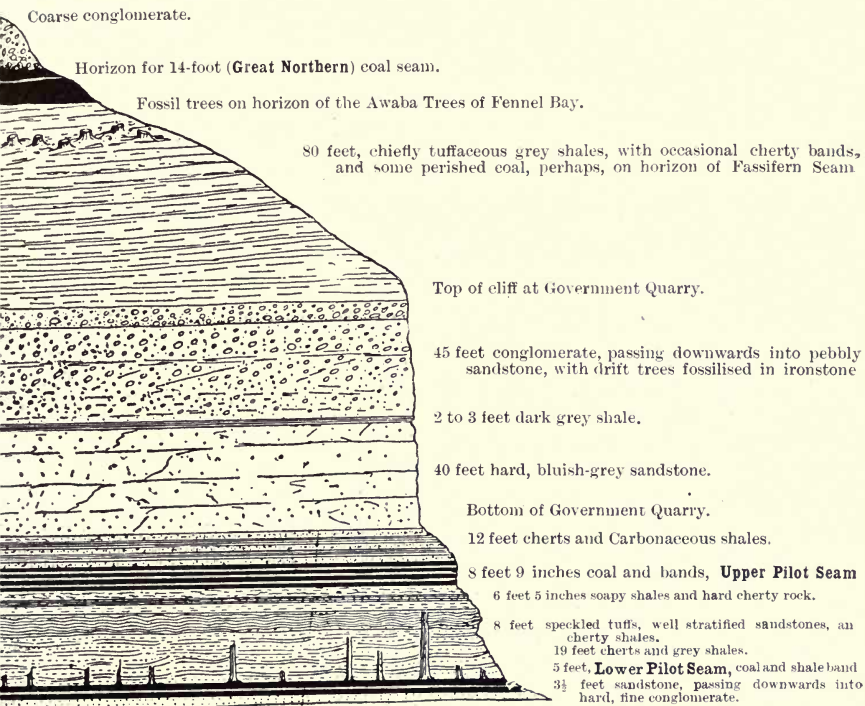 Coarse conglomerate.
Horizon for 14-foot (Great Northern) coal seam.
Fossil trees on horizon of the Awaba Trees of Fennel Bay.
80 feet, chiefly tuffaceous grey shales, with occasional cherty bands,
and some perished coal, perhaps, on horizon of Fassifern Seam
Top of cliff at Government Quarry.
45 feet conglomerate, passing downwards into pebbly
sandstone, with drift trees fossilised in ironstone
2 to 3 feet dark grey shale.
40 feet hard, bluish-grey sandstone.
Bottom of Government Quarry.
12 feet cherts and Carbonaceous shales.
8 feet 9 inches coal and bands, Upper Pilot Seam
6 feet 5 inches soapy shales and hard cherty rock.
8 feet speckled tuffs, well stratified sandstones, an
cherty shales.
19 feet cherts and grey shales.
5 feet, Lower Pilot Seam, coal and shale band
3½ feet sandstone, passing downwards into
hard, fine conglomerate.